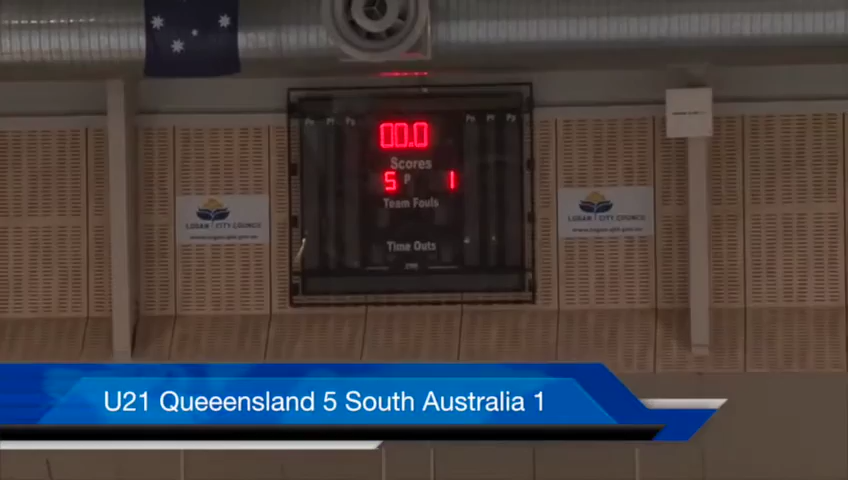 00.0
Scores
5 P 1
Team Fouls
Time Outs
LOGAN CITY COUNCIL
LOGAN CITY COUNCIL
U21 Queeensland 5 South Australia 1